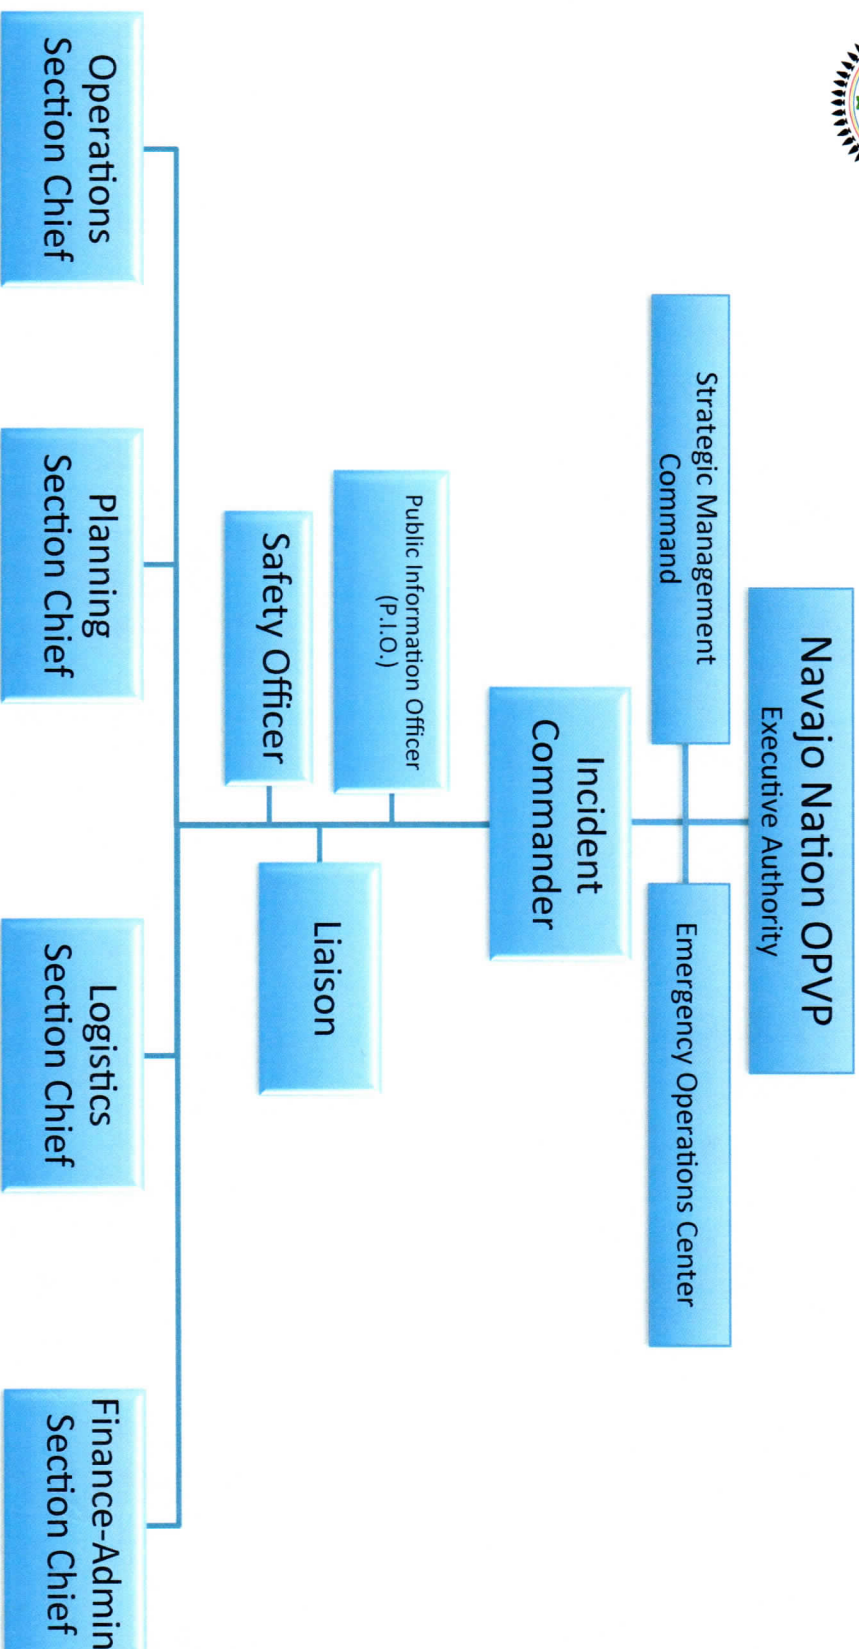 Navajo Nation OPVP
Executive Authority
Strategic Management
Command
Emergency Operations Center
Incident
Commander
Public Information Officer
(P.I.O.)
Safety Officer
Liaison
Operations
Section Chief
Planning
Section Chief
Logistics
Section Chief
Finance-Admin
Section Chief